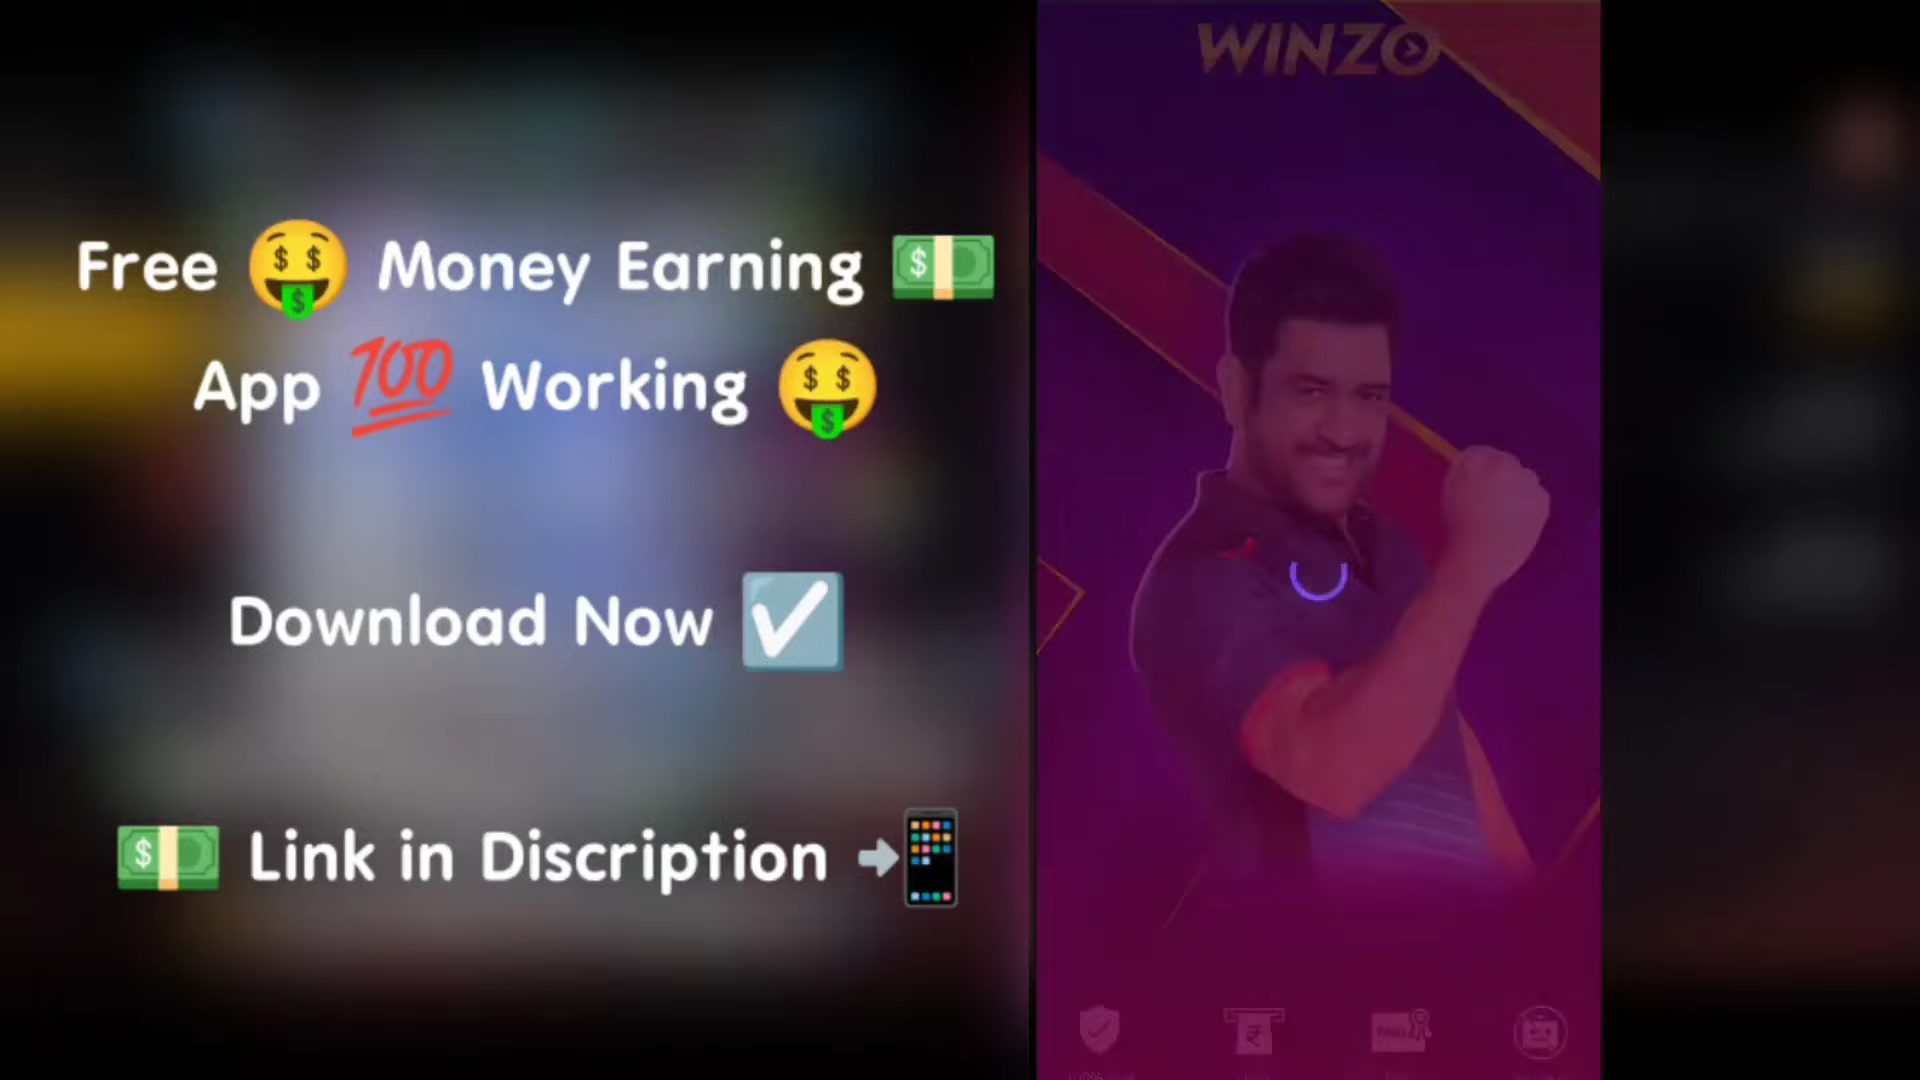 Free 🤑 Money Earning 💵
App 💯 Working 🤑
Download Now ☑️
💵 Link in Discription 📲
WINZO